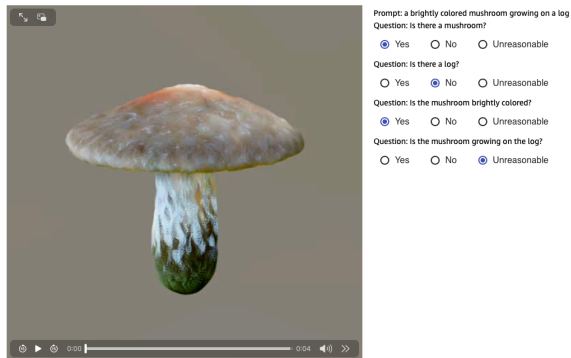 Prompt: a brightly colored mushroom growing on a log
Question: Is there a mushroom?
Yes No Unreasonable
Question: Is there a log?
Yes No Unreasonable
Question: Is the mushroom brightly colored?
Yes No Unreasonable
Question: Is the mushroom growing on the log?
Yes No Unreasonable
0:00 0:04